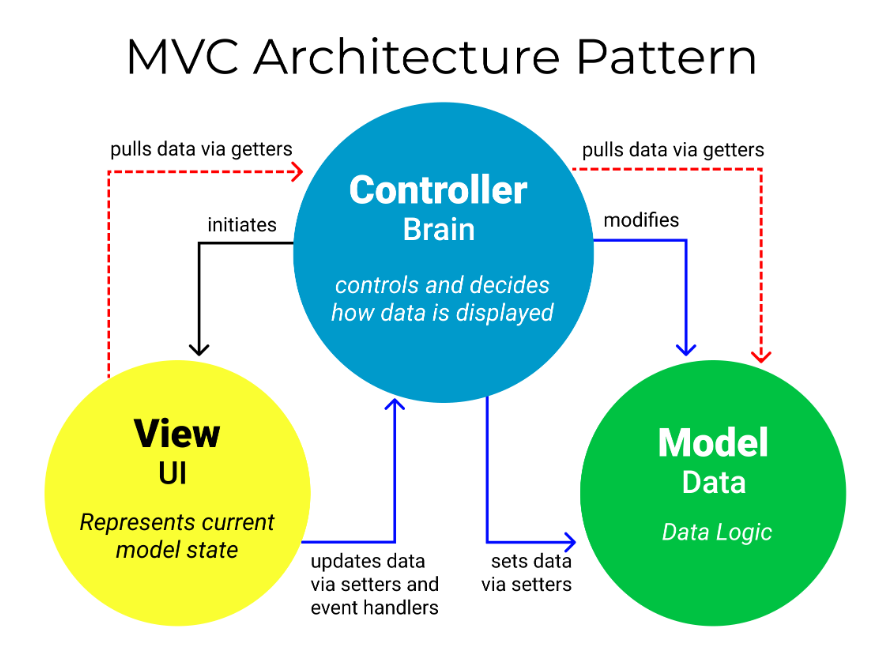 MVC Architecture Pattern
pulls data via getters
pulls data via getters
Controller
Brain
controls and decides
how data is displayed
initiates
modifies
View
UI
Represents current
model state
Model
Data
Data Logic
updates data
via setters and
event handlers
sets data
via setters